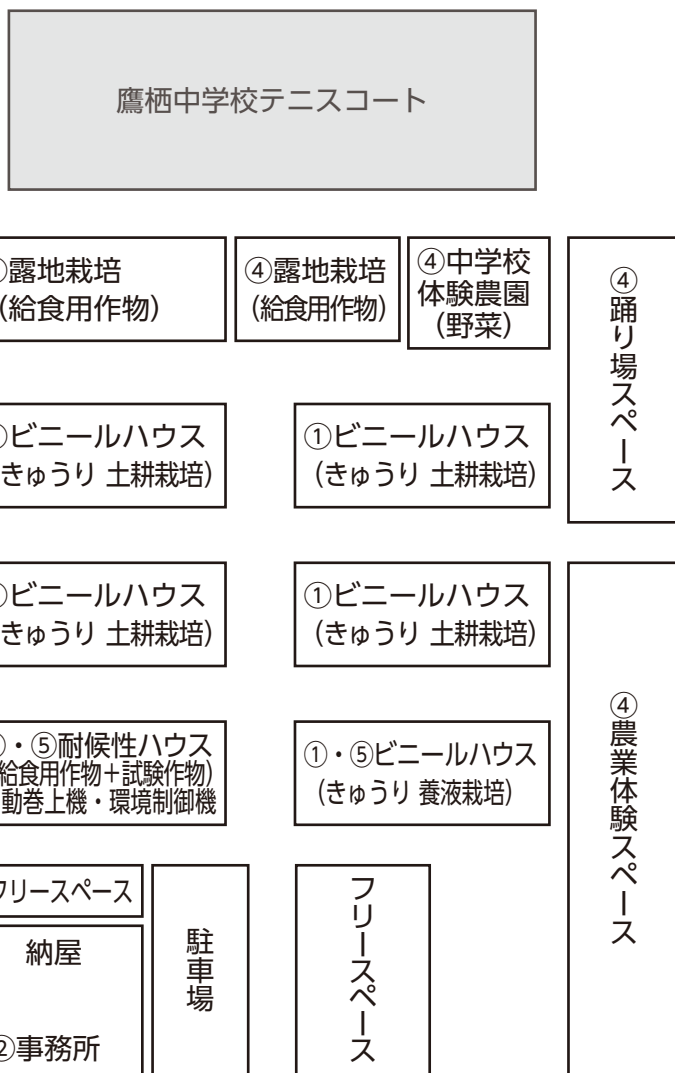 鷹栖中学校テニスコート
露地栽培
(給食用作物)
④露地栽培
(給食用作物)
④中学校
体験農園
(野菜)
④踊り場スペース
ビニールハウス
きゅうり 土耕栽培)
①ビニールハウス
(きゅうり 土耕栽培)
ビニールハウス
きゅうり 土耕栽培)
①ビニールハウス
(きゅうり 土耕栽培)
④農業体験スペース
・⑤耐候性ハウス
給食用作物+試験作物)
動巻上機・環境制御機
①・⑤ビニールハウス
(きゅうり 養液栽培)
フリースペース
納屋
②事務所
駐車場
フリースペース